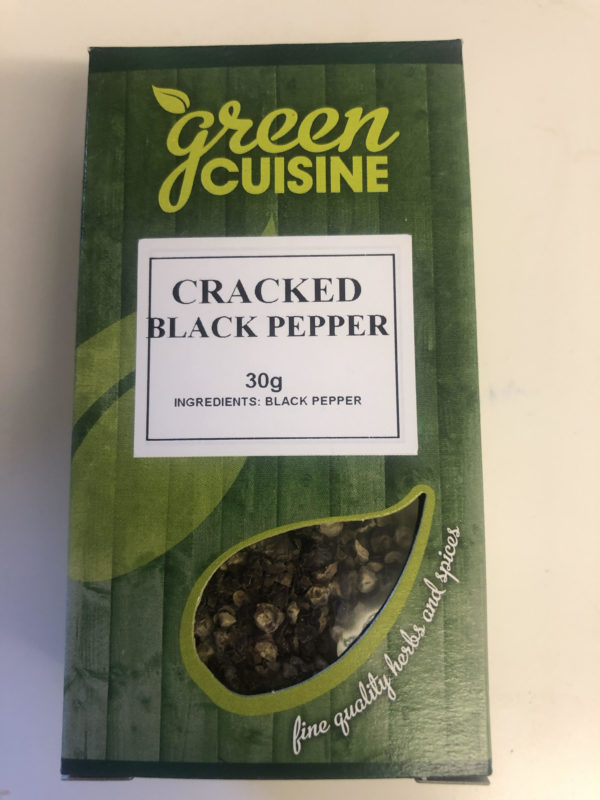 green
CUISINE
CRACKED
BLACK PEPPER
30g
INGREDIENTS: BLACK PEPPER
fine quality herbs and spices